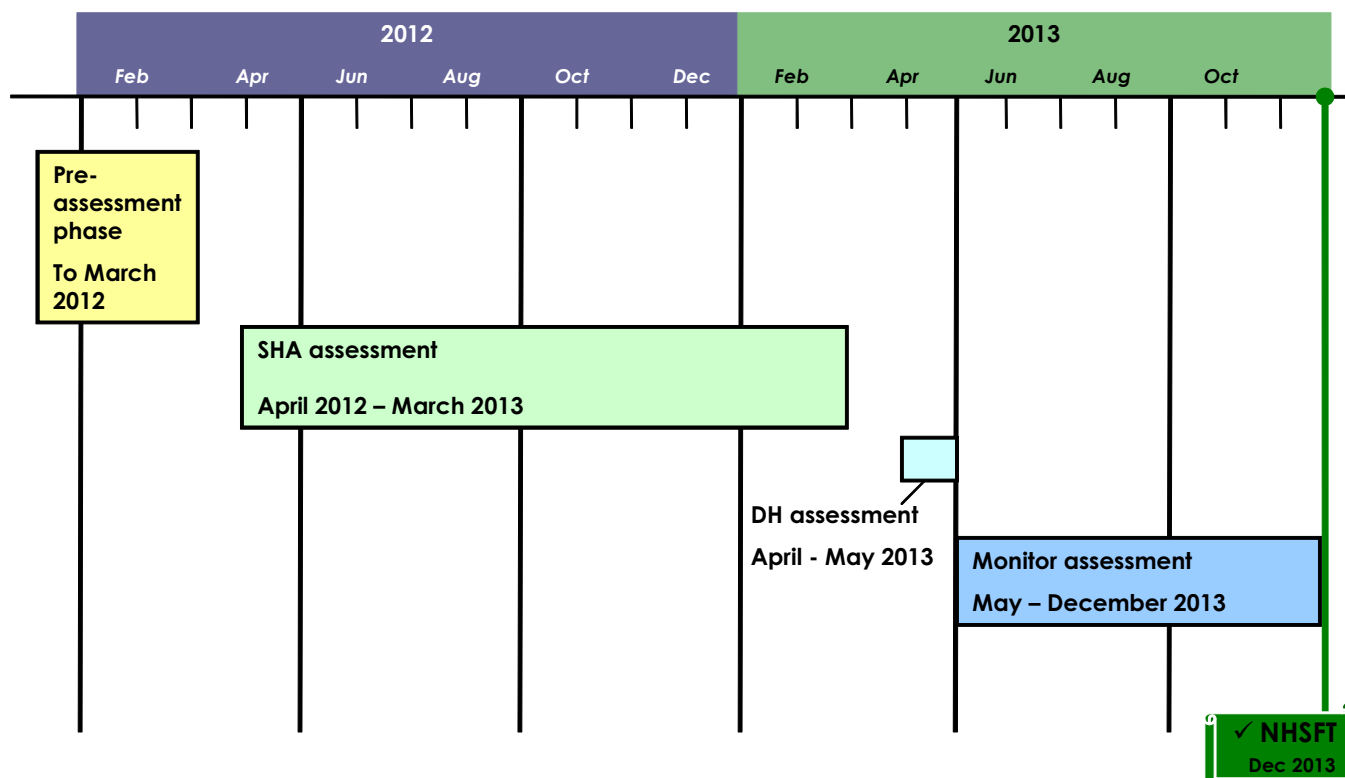 2012
2013
Feb Apr Jun Aug Oct Dec Feb Apr Jun Aug Oct
Pre-
assessment
phase
To March
2012
SHA assessment
April 2012 – March 2013
DH assessment
April - May 2013
Monitor assessment
May – December 2013
✓ NHSFT
Dec 2013